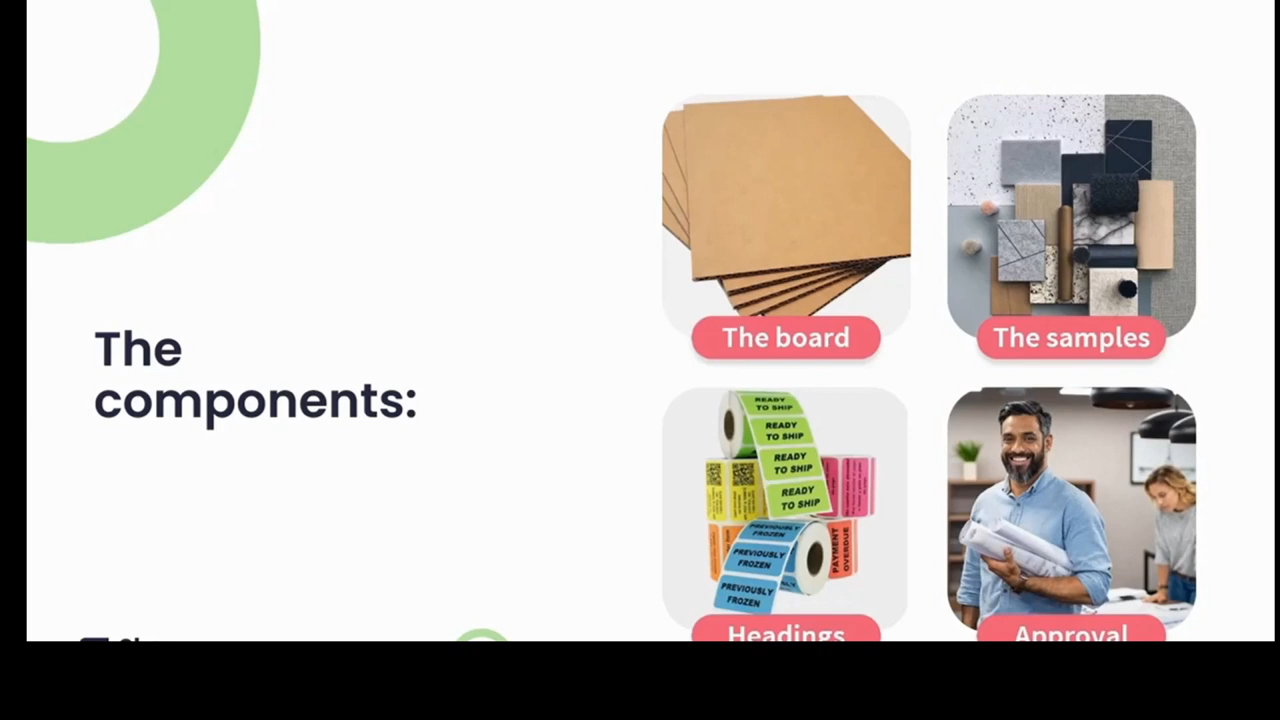 The
components:
The board
The samples
READY
TO SHIP
READY
TO SHIP
READY
TO SHIP
READY
TO SHIP
PREVIOUSLY
FROZEN
PREVIOUSLY
FROZEN
PREVIOUSLY
FROZEN
PAYMENT
OVERDUE
Headings
Approval